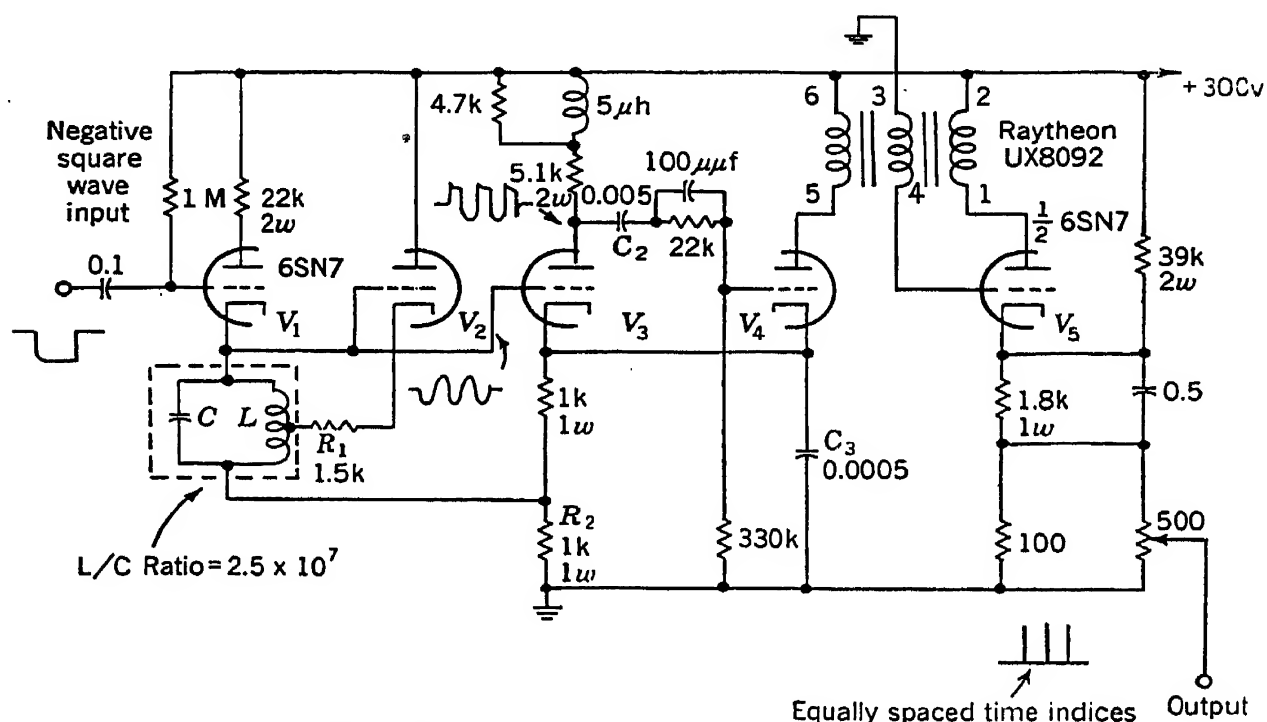 + 300v
6
3
2
4.7k
5μh
Raytheon
UX8092
Negative
square
wave
input
100μμf
5.1k
2w
0.005
1 M
22k
2w
C₂
22k
5
4
1
1/2 6SN7
0.1
6SN7
39k
2w
V₁
V₂
V₃
V₄
V₅
C
L
R₁
1.5k
1k
1w
C₃
0.0005
1.8k
1w
0.5
R₂
1k
1w
330k
100
500
L/C Ratio = 2.5 x 10⁷
Equally spaced time indices
Output